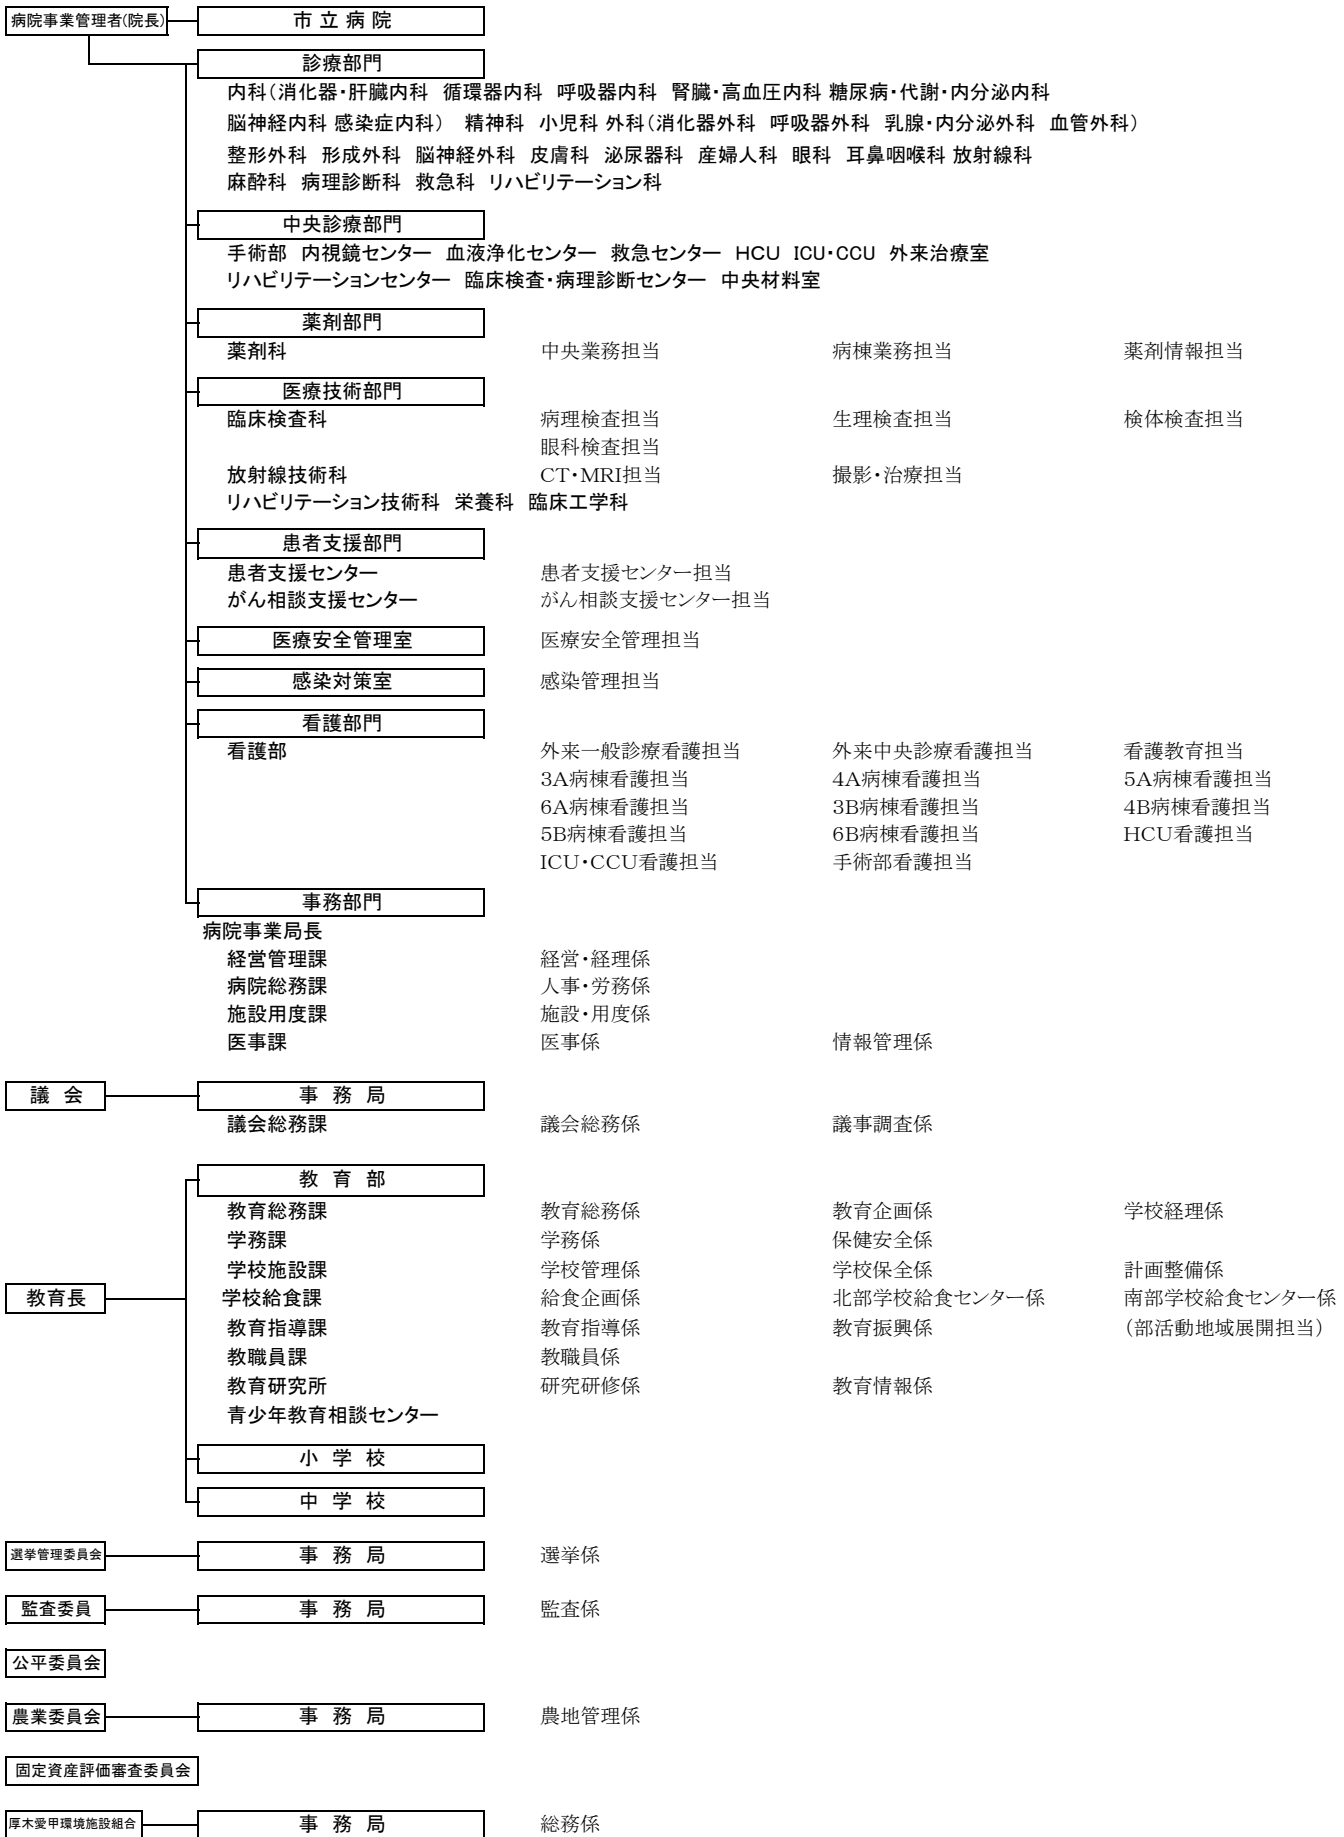 病院事業管理者(院長) 市 立 病 院
診療部門
内科（消化器・肝臓内科 循環器内科 呼吸器内科 腎臓・高血圧内科 糖尿病・代謝・内分泌内科
脳神経内科 感染症内科） 精神科 小児科 外科（消化器外科 呼吸器外科 乳腺・内分泌外科 血管外科）
整形外科 形成外科 脳神経外科 皮膚科 泌尿器科 産婦人科 眼科 耳鼻咽喉科 放射線科
麻酔科 病理診断科 救急科 リハビリテーション科
中央診療部門
手術部 内視鏡センター 血液浄化センター 救急センター HCU ICU・CCU 外来治療室
リハビリテーションセンター 臨床検査・病理診断センター 中央材料室
薬剤部門
薬剤科 中央業務担当 病棟業務担当 薬剤情報担当
医療技術部門
臨床検査科 病理検査担当 生理検査担当 検体検査担当
眼科検査担当
放射線技術科 CT・MRI担当 撮影・治療担当
リハビリテーション技術科 栄養科 臨床工学科
患者支援部門
患者支援センター 患者支援センター担当
がん相談支援センター がん相談支援センター担当
医療安全管理室 医療安全管理担当
感染対策室 感染管理担当
看護部門
看護部 外来一般診療看護担当 外来中央診療看護担当 看護教育担当
3A病棟看護担当 4A病棟看護担当 5A病棟看護担当
6A病棟看護担当 3B病棟看護担当 4B病棟看護担当
5B病棟看護担当 6B病棟看護担当 HCU看護担当
ICU・CCU看護担当 手術部看護担当
事務部門
病院事業局長
経営管理課 経営・経理係
病院総務課 人事・労務係
施設用度課 施設・用度係
医事課 医事係 情報管理係
議 会 事 務 局
議会総務課 議会総務係 議事調査係
教 育 部
教育総務課 教育総務係 教育企画係 学校経理係
学務課 学務係 保健安全係
学校施設課 学校管理係 学校保全係 計画整備係
教育長 学校給食課 給食企画係 北部学校給食センター係 南部学校給食センター係
教育指導課 教育指導係 教育振興係 （部活動地域展開担当）
教職員課 教職員係
教育研究所 研究研修係 教育情報係
青少年教育相談センター
小 学 校
中 学 校
選挙管理委員会 事 務 局 選挙係
監査委員 事 務 局 監査係
公平委員会
農業委員会 事 務 局 農地管理係
固定資産評価審査委員会
厚木愛甲環境施設組合 事 務 局 総務係